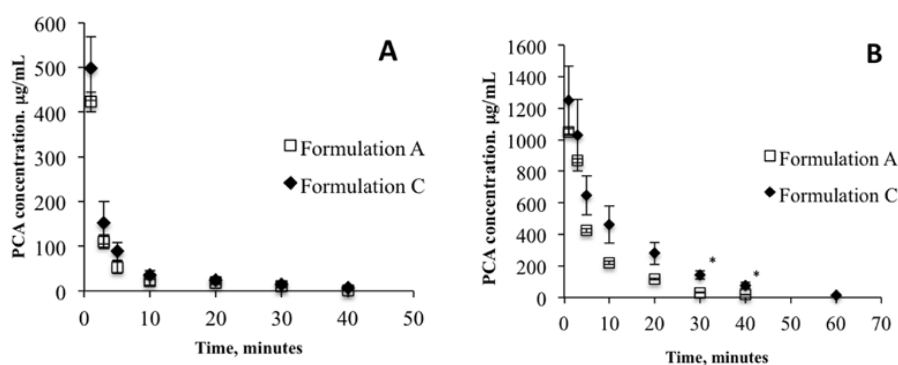 A
PCA concentration. µg/mL
600
500
400
300
200
100
0
0 10 20 30 40 50
Time, minutes
Formulation A
Formulation C
B
PCA concentration. µg/mL
1600
1400
1200
1000
800
600
400
200
0
0 10 20 30 40 50 60 70
Time, minutes
Formulation A
Formulation C
*
*